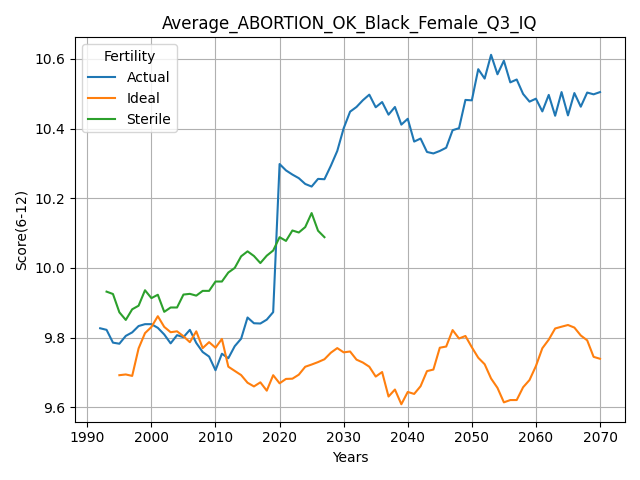 Average_ABORTION_OK_Black_Female_Q3_IQ
Fertility
Actual
Ideal
Sterile
Score(6-12)
10.6
10.4
10.2
10.0
9.8
9.6
1990 2000 2010 2020 2030 2040 2050 2060 2070
Years